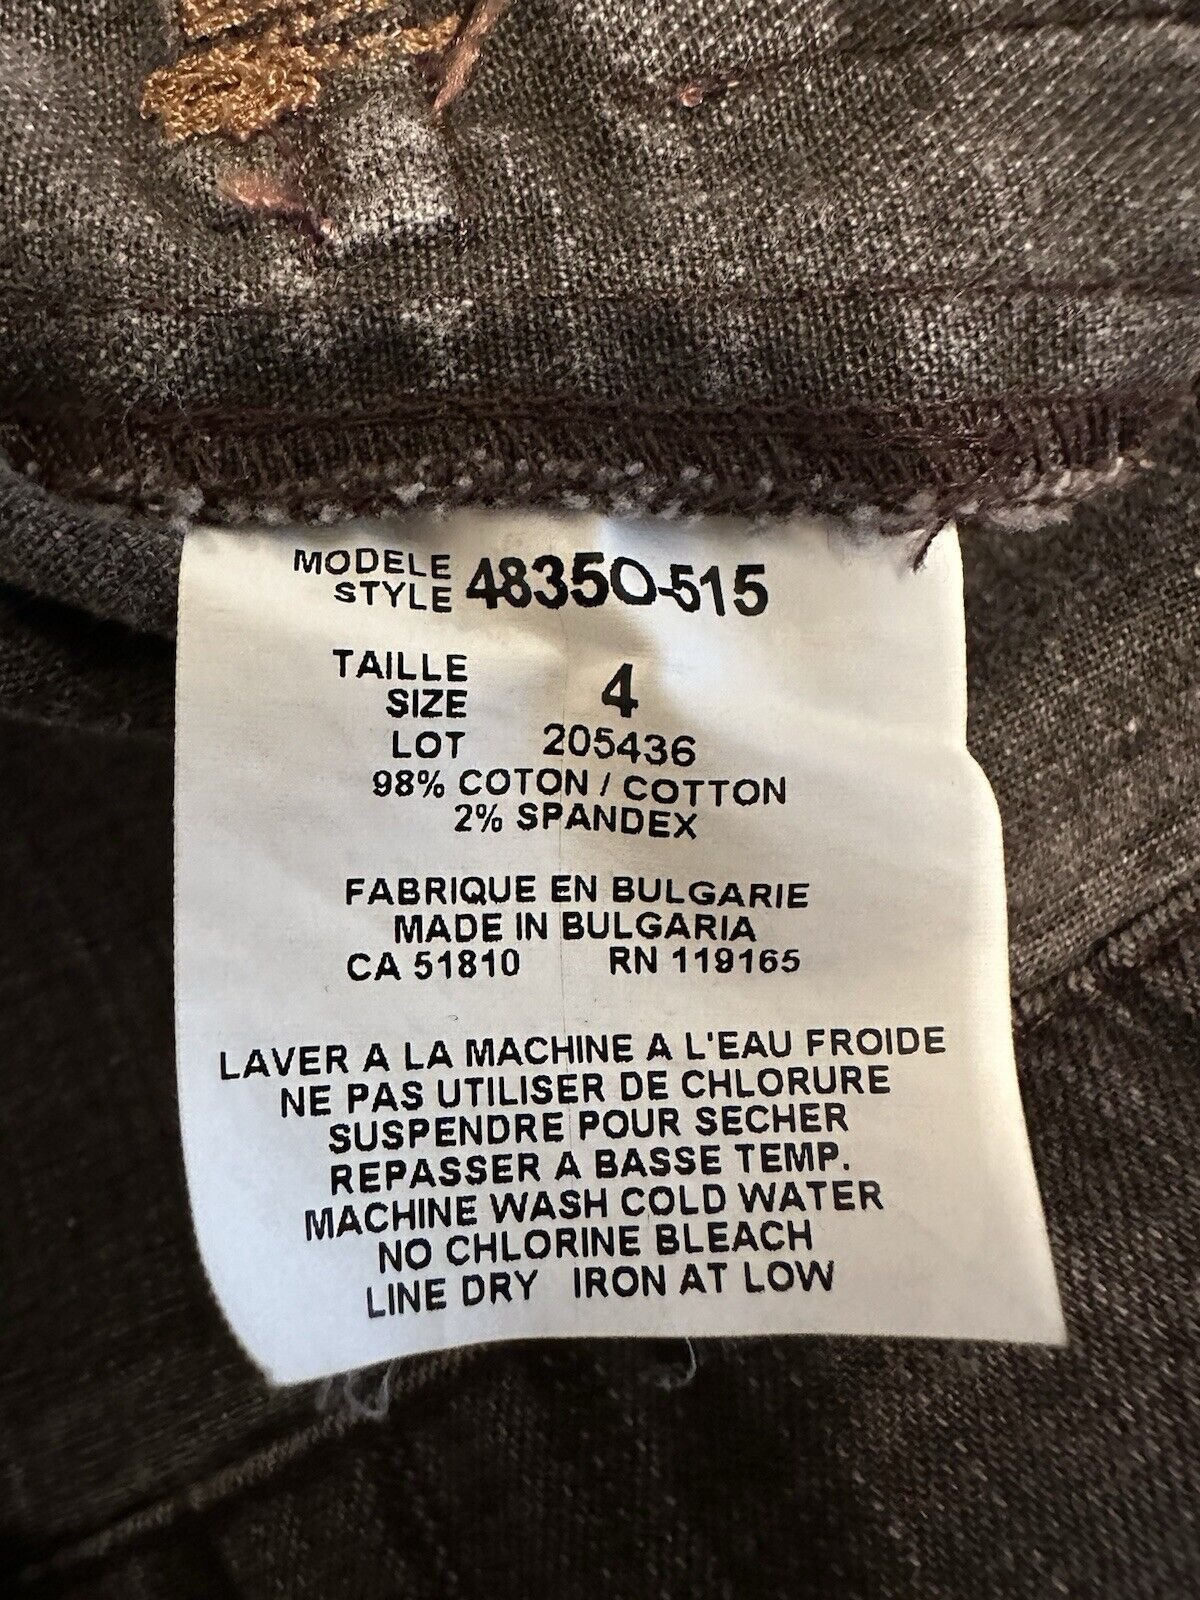 MODELE
STYLE 48350-515
TAILLE
SIZE 4
LOT 205436
98% COTON / COTTON
2% SPANDEX
FABRIQUE EN BULGARIE
MADE IN BULGARIA
CA 51810 RN 119165
LAVER A LA MACHINE A L'EAU FROIDE
NE PAS UTILISER DE CHLORURE
SUSPENDRE POUR SECHER
REPASSER A BASSE TEMP.
MACHINE WASH COLD WATER
NO CHLORINE BLEACH
LINE DRY IRON AT LOW